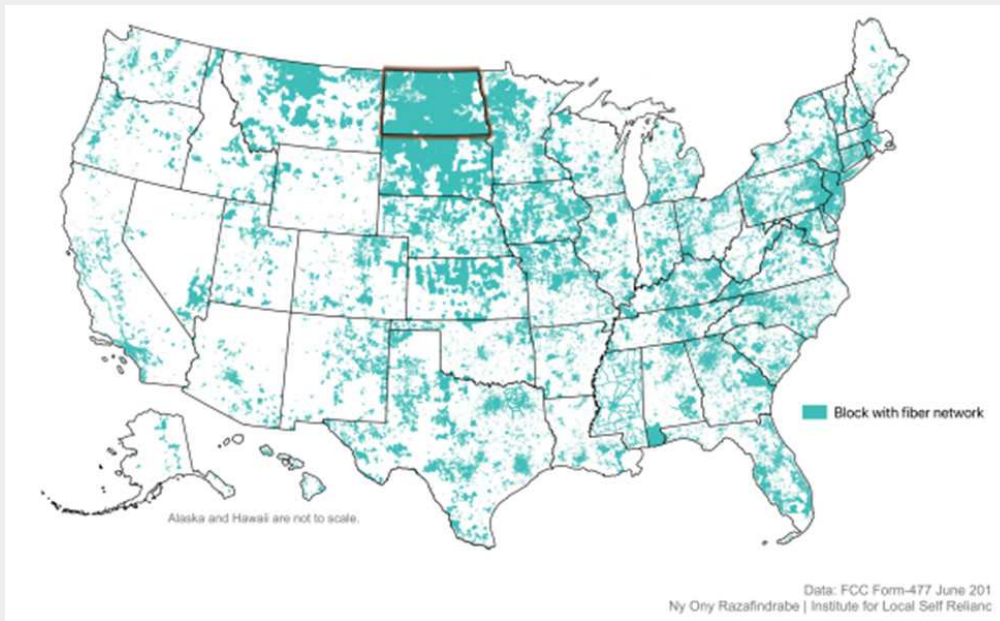 Block with fiber network
Alaska and Hawaii are not to scale.
Data: FCC Form-477 June 201
Ny Ony Razafindrabe | Institute for Local Self Relianc